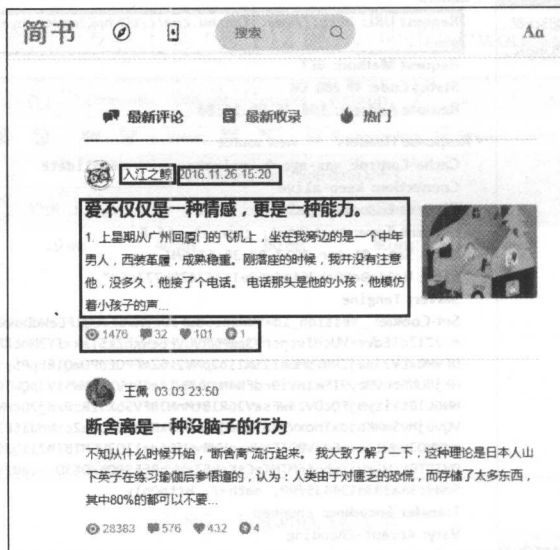 简书 搜索 Aa
最新评论 最新收录 热门
入江之鲸 2016.11.26 15:20
爱不仅仅是一种情感，更是一种能力。
1. 上星期从广州回厦门的飞机上，坐在我旁边的是一个中年
男人，西装革履，成熟稳重。刚落座的时候，我并没有注意
他，没多久，他接了个电话。 电话那头是他的小孩，他模仿
着小孩子的声...
1476 32 101 1
王佩 03.03 23:50
断舍离是一种没脑子的行为
不知从什么时候开始，“断舍离”流行起来。 我大致了解了一下，这种理论是日本人山
下英子在练习瑜伽后参悟道的，认为：人类由于对匮乏的恐慌，而存储了太多东西，
其中80%的都可以不要...
28383 576 432 4